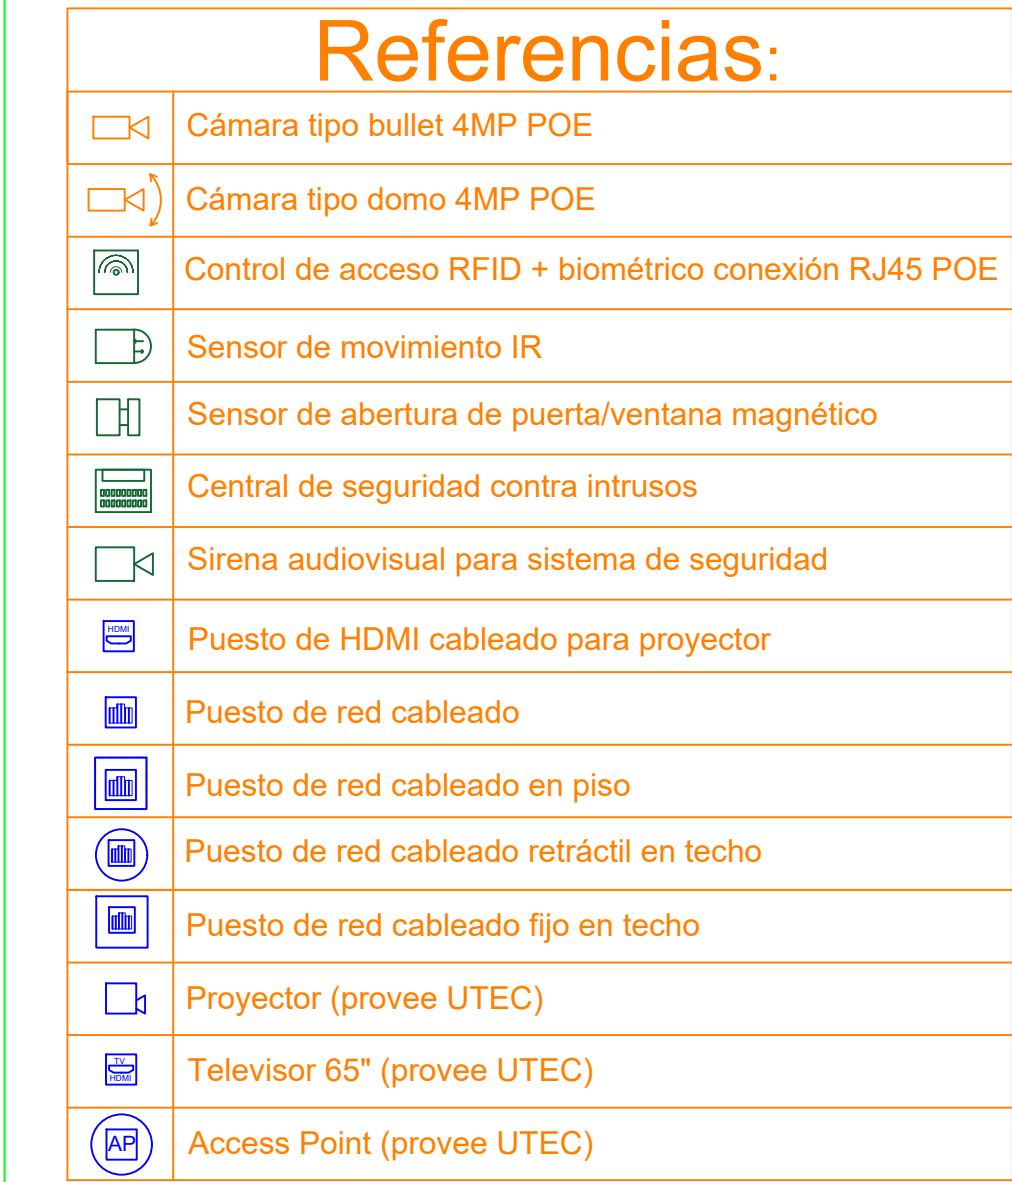 Referencias:
Cámara tipo bullet 4MP POE
Cámara tipo domo 4MP POE
Control de acceso RFID + biométrico conexión RJ45 POE
Sensor de movimiento IR
Sensor de abertura de puerta/ventana magnético
Central de seguridad contra intrusos
Sirena audiovisual para sistema de seguridad
HDMI
Puesto de HDMI cableado para proyector
Puesto de red cableado
Puesto de red cableado en piso
Puesto de red cableado retráctil en techo
Puesto de red cableado fijo en techo
Proyector (provee UTEC)
TV
HDMI
Televisor 65" (provee UTEC)
AP
Access Point (provee UTEC)